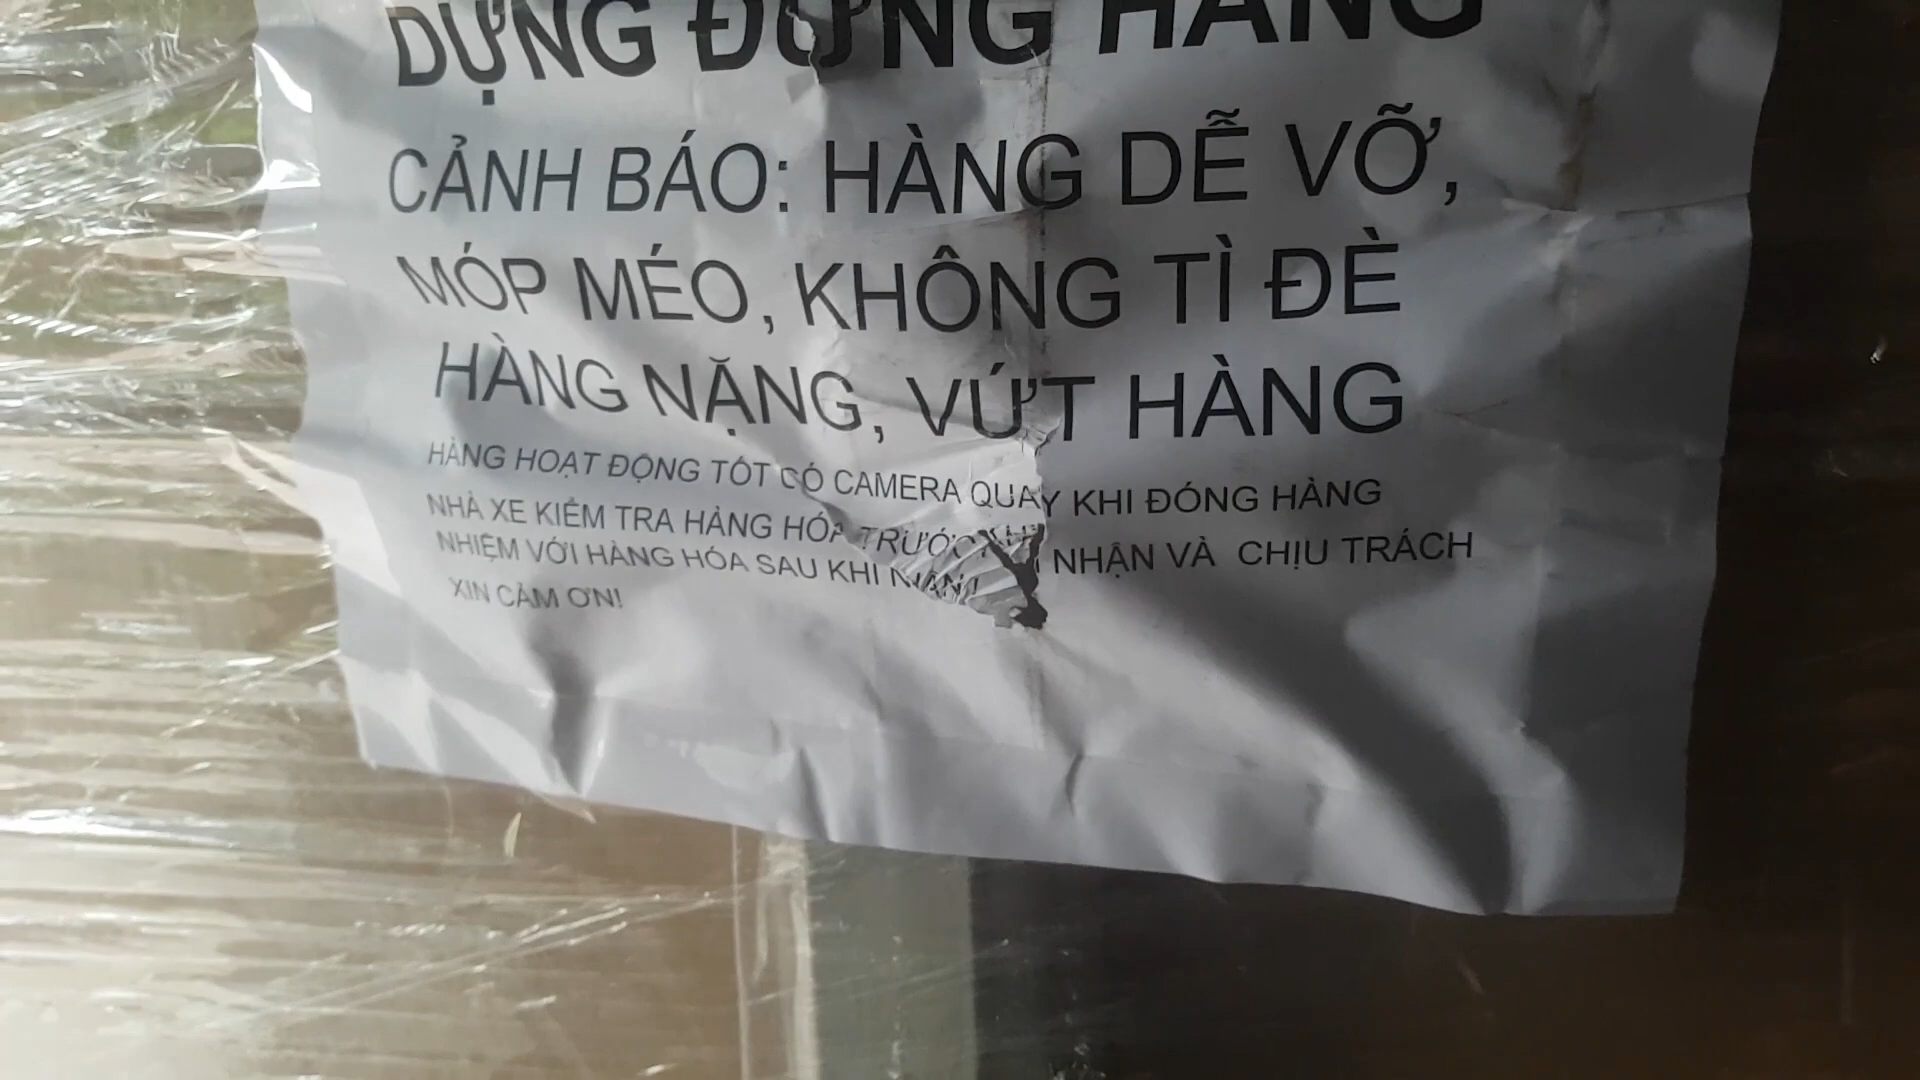 DỰNG ĐỨNG HÀNG
CẢNH BÁO: HÀNG DỄ VỠ,
MÓP MÉO, KHÔNG TÌ ĐÈ
HÀNG NẶNG, VỨT HÀNG
HÀNG HOẠT ĐỘNG TỐT CÓ CAMERA QUAY KHI ĐÓNG HÀNG
NHÀ XE KIỂM TRA HÀNG HÓA TRƯỚC KHI NHẬN VÀ CHỊU TRÁCH
NHIỆM VỚI HÀNG HÓA SAU KHI NHẬN!
XIN CẢM ƠN!